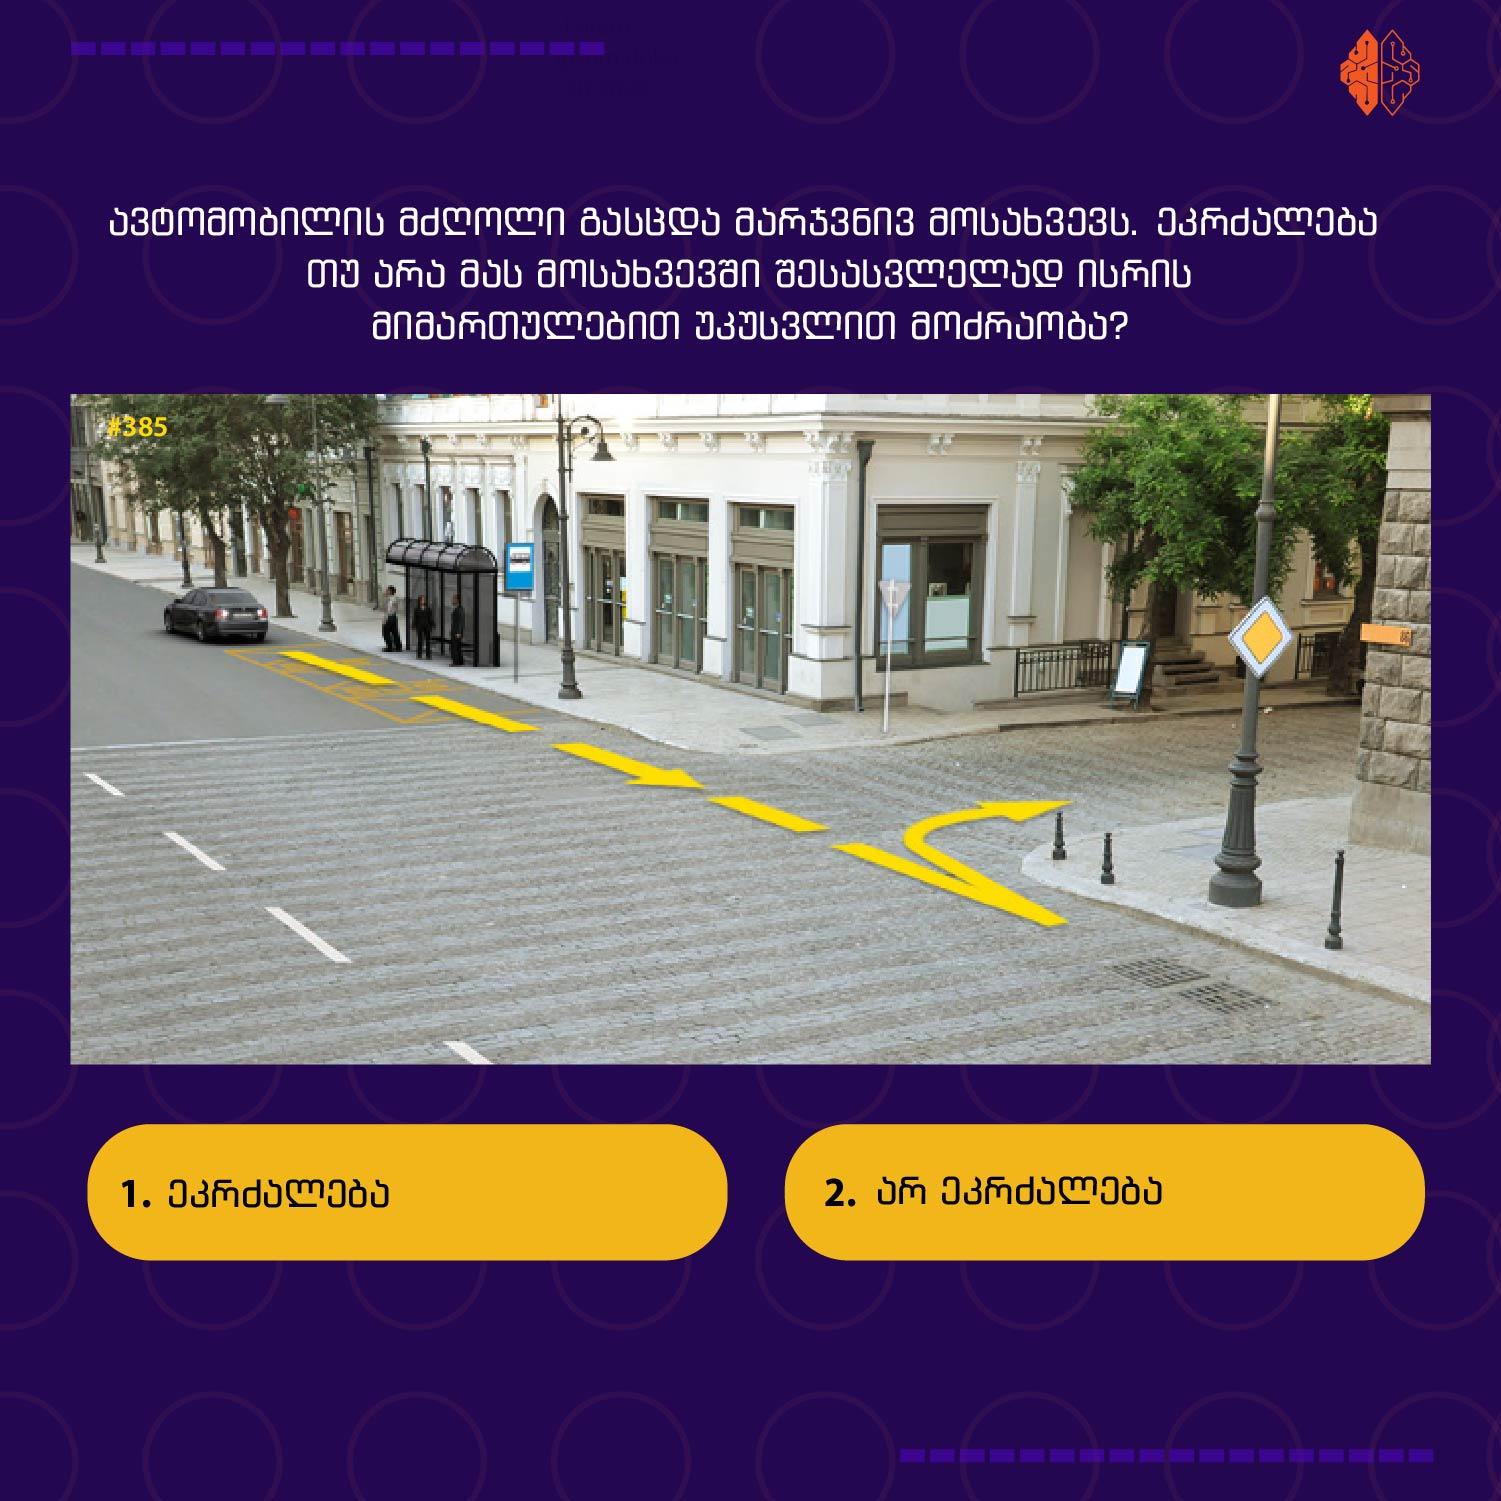 ავტომობილის მძღოლი გასცდა მარჯვნივ მოსახვევს. ეკრძალება
თუ არა მას მოსახვევში შესასვლელად ისრის
მიმართულებით უკუსვლით მოძრაობა?
#385
1. ეკრძალება
2. არ ეკრძალება